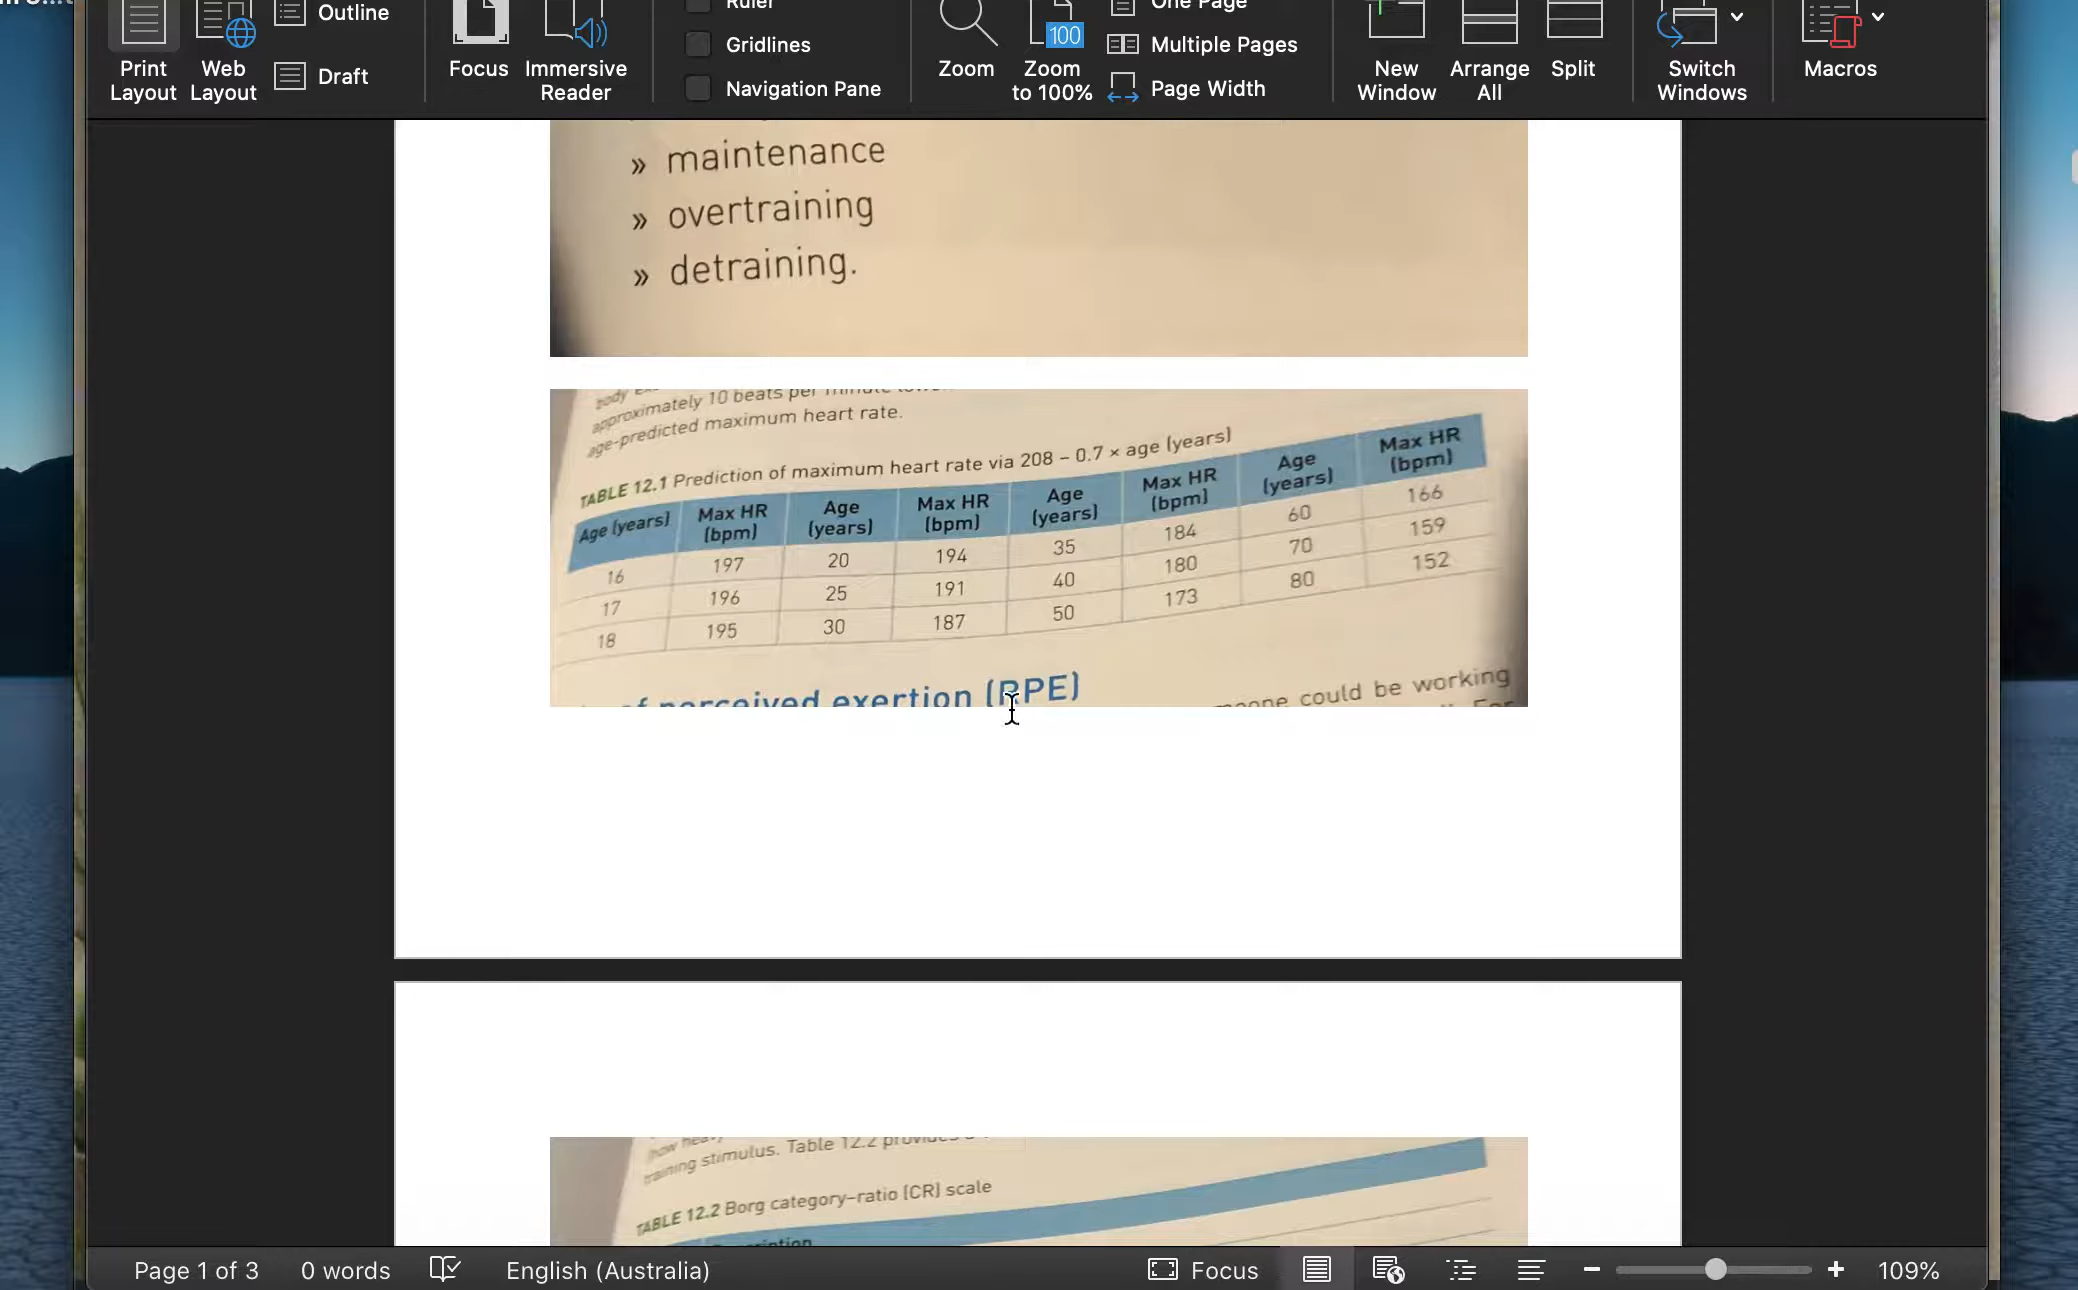 Outline
Gridlines
One Page
100
Multiple Pages
Print Layout
Web Layout
Draft
Focus
Immersive Reader
Navigation Pane
Zoom
Zoom to 100%
Page Width
New Window
Arrange All
Split
Switch Windows
Macros
» maintenance
» overtraining
» detraining.
approximately 10 beats per minute
age-predicted maximum heart rate.
TABLE 12.1 Prediction of maximum heart rate via 208 – 0.7 × age (years)
Age (years) Max HR (bpm) Age (years) Max HR (bpm) Age (years) Max HR (bpm) Age (years) Max HR (bpm)
16 197 20 194 35 184 60 166
17 196 25 191 40 180 70 159
18 195 30 187 50 173 80 152
of perceived exertion (RPE)
could be working
For
training stimulus. Table 12.2 provides
TABLE 12.2 Borg category–ratio (CR) scale
Page 1 of 3 0 words English (Australia) Focus 109%